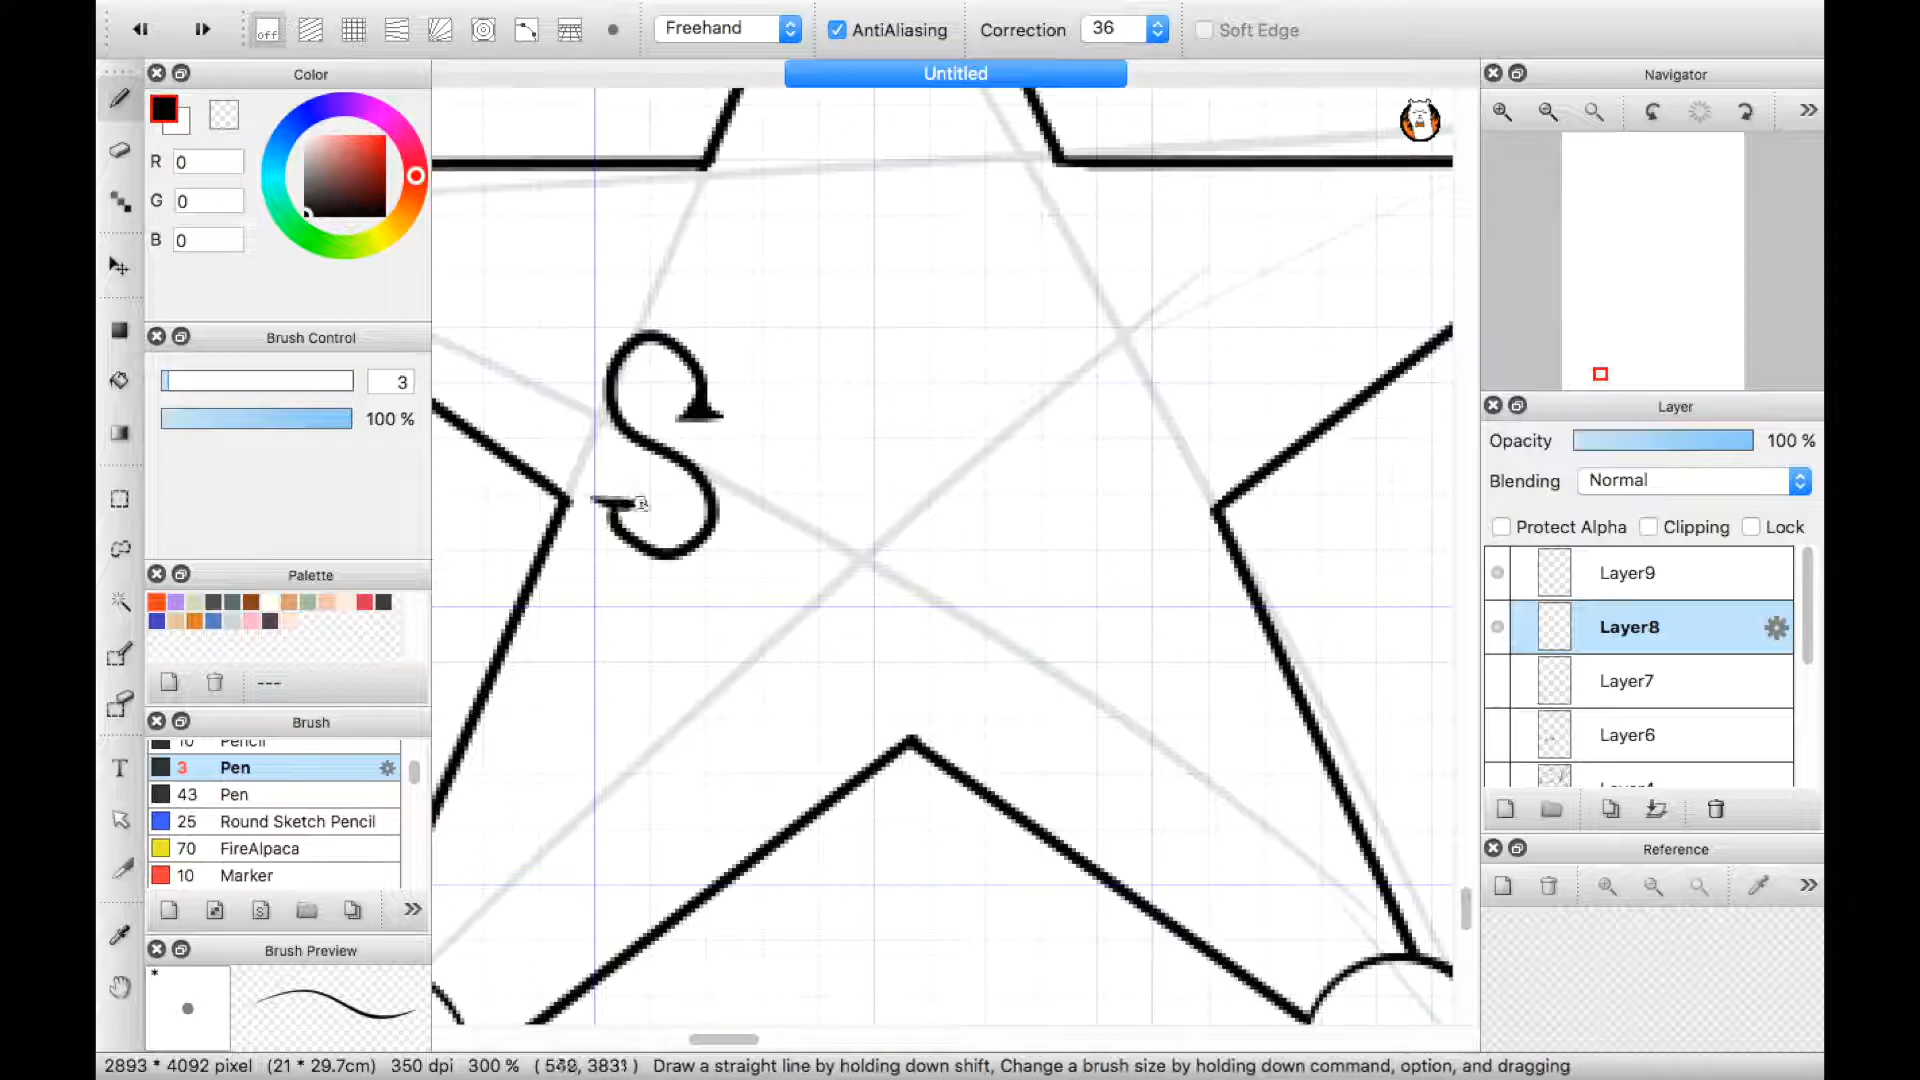 off
Freehand
AntiAliasing
Correction
36
Soft Edge
Color
Untitled
Navigator
R 0
G 0
B 0
Brush Control
3
100 %
Layer
Opacity
100 %
Blending
Normal
Protect Alpha
Clipping
Lock
Layer9
Layer8
Layer7
Layer6
Palette
---
Brush
10 Pencil
3 Pen
43 Pen
25 Round Sketch Pencil
70 FireAlpaca
10 Marker
Reference
Brush Preview
*
S
2893 * 4092 pixel (21 * 29.7cm) 350 dpi 300 % Draw a straight line by holding down shift, Change a brush size by holding down command, option, and dragging